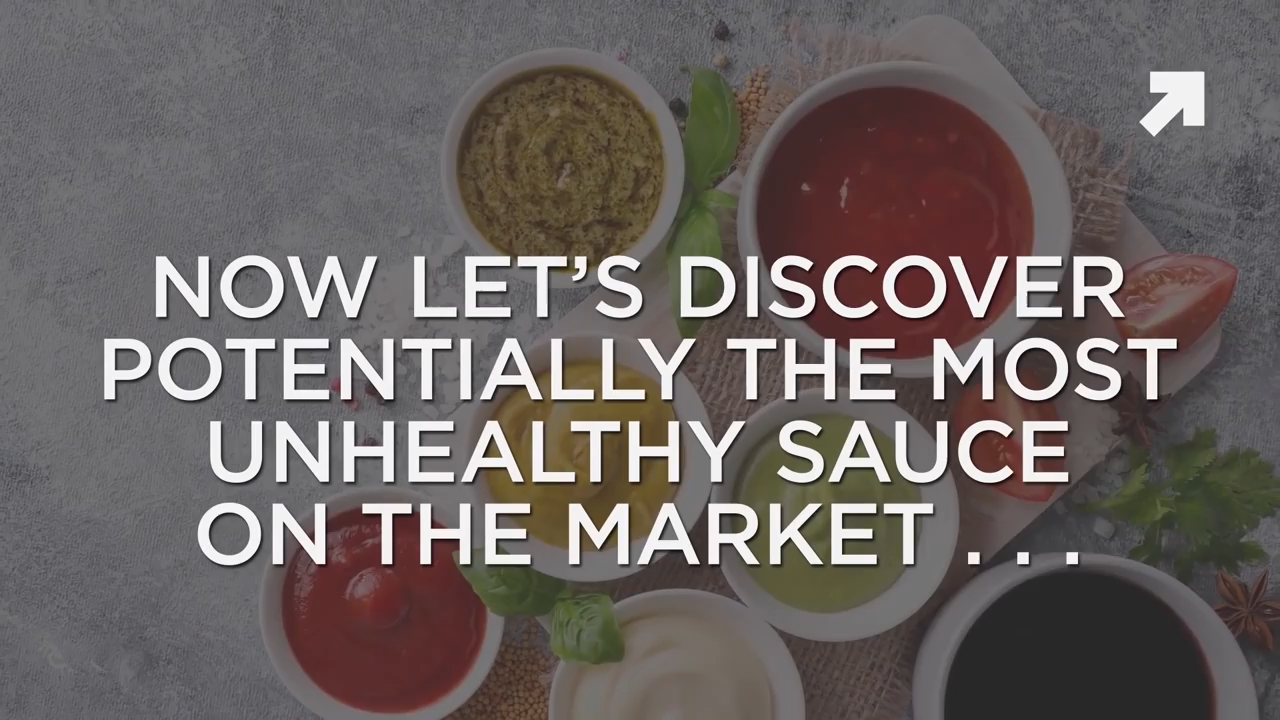 NOW LET’S DISCOVER
POTENTIALLY THE MOST
UNHEALTHY SAUCE
ON THE MARKET . . .